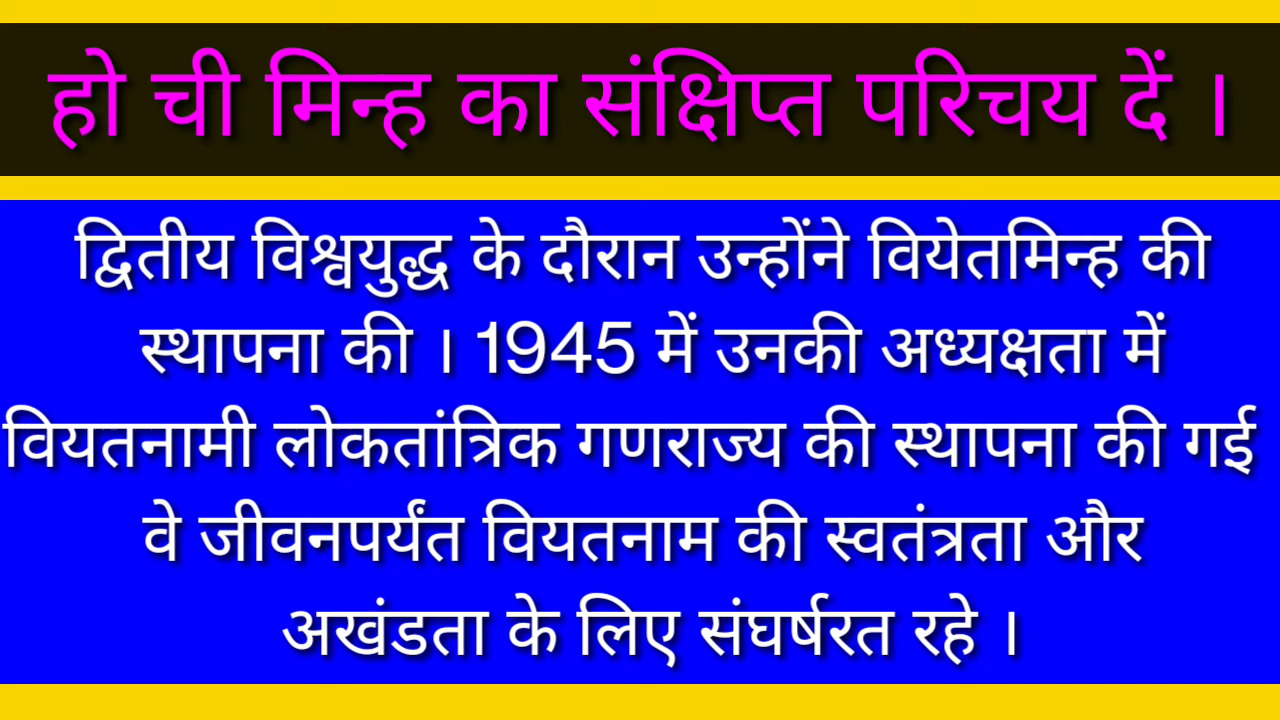 हो ची मिन्ह का संक्षिप्त परिचय दें ।
द्वितीय विश्वयुद्ध के दौरान उन्होंने वियेतमिन्ह की
स्थापना की । 1945 में उनकी अध्यक्षता में
वियतनामी लोकतांत्रिक गणराज्य की स्थापना की गई
वे जीवनपर्यंत वियतनाम की स्वतंत्रता और
अखंडता के लिए संघर्षरत रहे ।